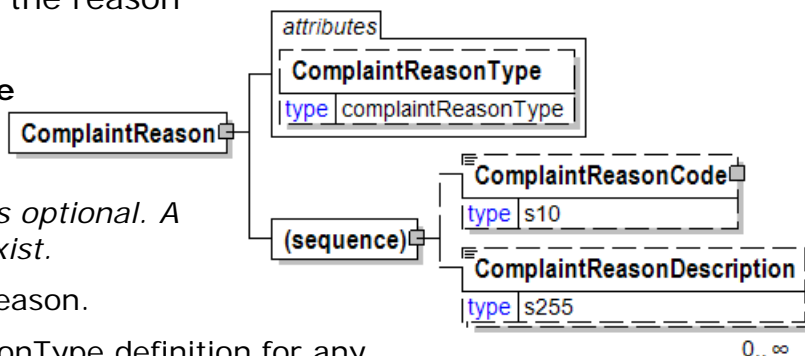 the reason
attributes
ComplaintReasonType
type complaintReasonType
e
ComplaintReason
s optional. A
xist.
ComplaintReasonCode
type s10
(sequence)
eason.
ComplaintReasonDescription
type s255
onType definition for any
0..∞